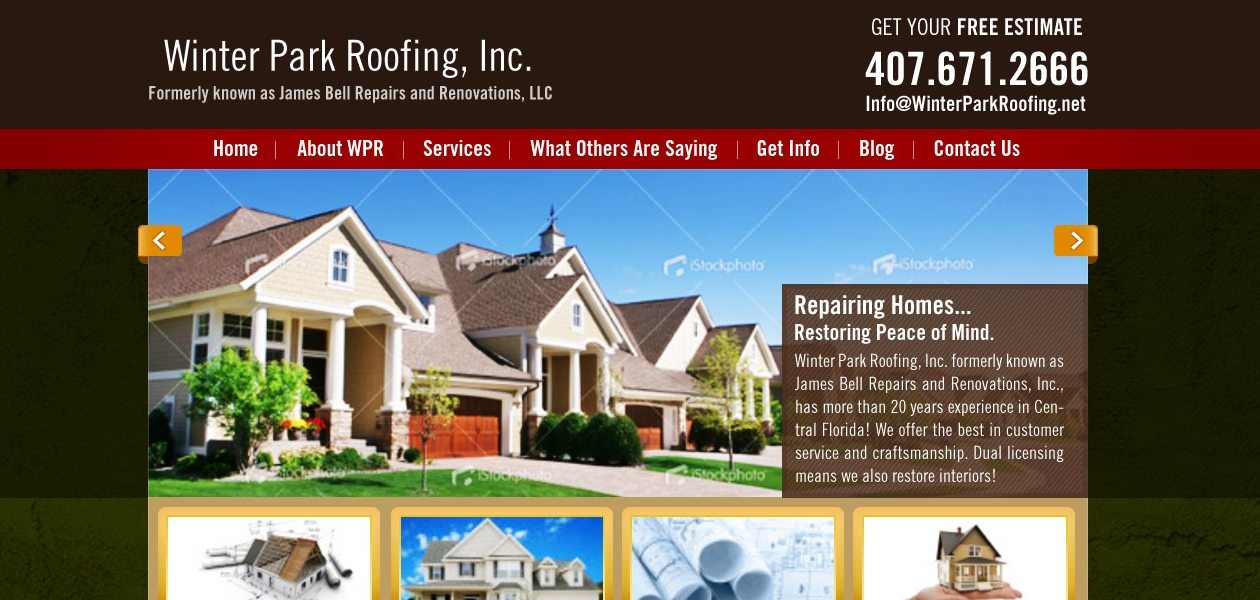 Winter Park Roofing, Inc.
Formerly known as James Bell Repairs and Renovations, LLC
GET YOUR FREE ESTIMATE
407.671.2666
Info@WinterParkRoofing.net
Home | About WPR | Services | What Others Are Saying | Get Info | Blog | Contact Us
iStockphoto
iStockphoto
iStockphoto
iStockphoto
Repairing Homes...
Restoring Peace of Mind.
Winter Park Roofing, Inc. formerly known as
James Bell Repairs and Renovations, Inc.,
has more than 20 years experience in Cen-
tral Florida! We offer the best in customer
service and craftsmanship. Dual licensing
means we also restore interiors!
iStockphoto
iStockphoto
iStockphoto